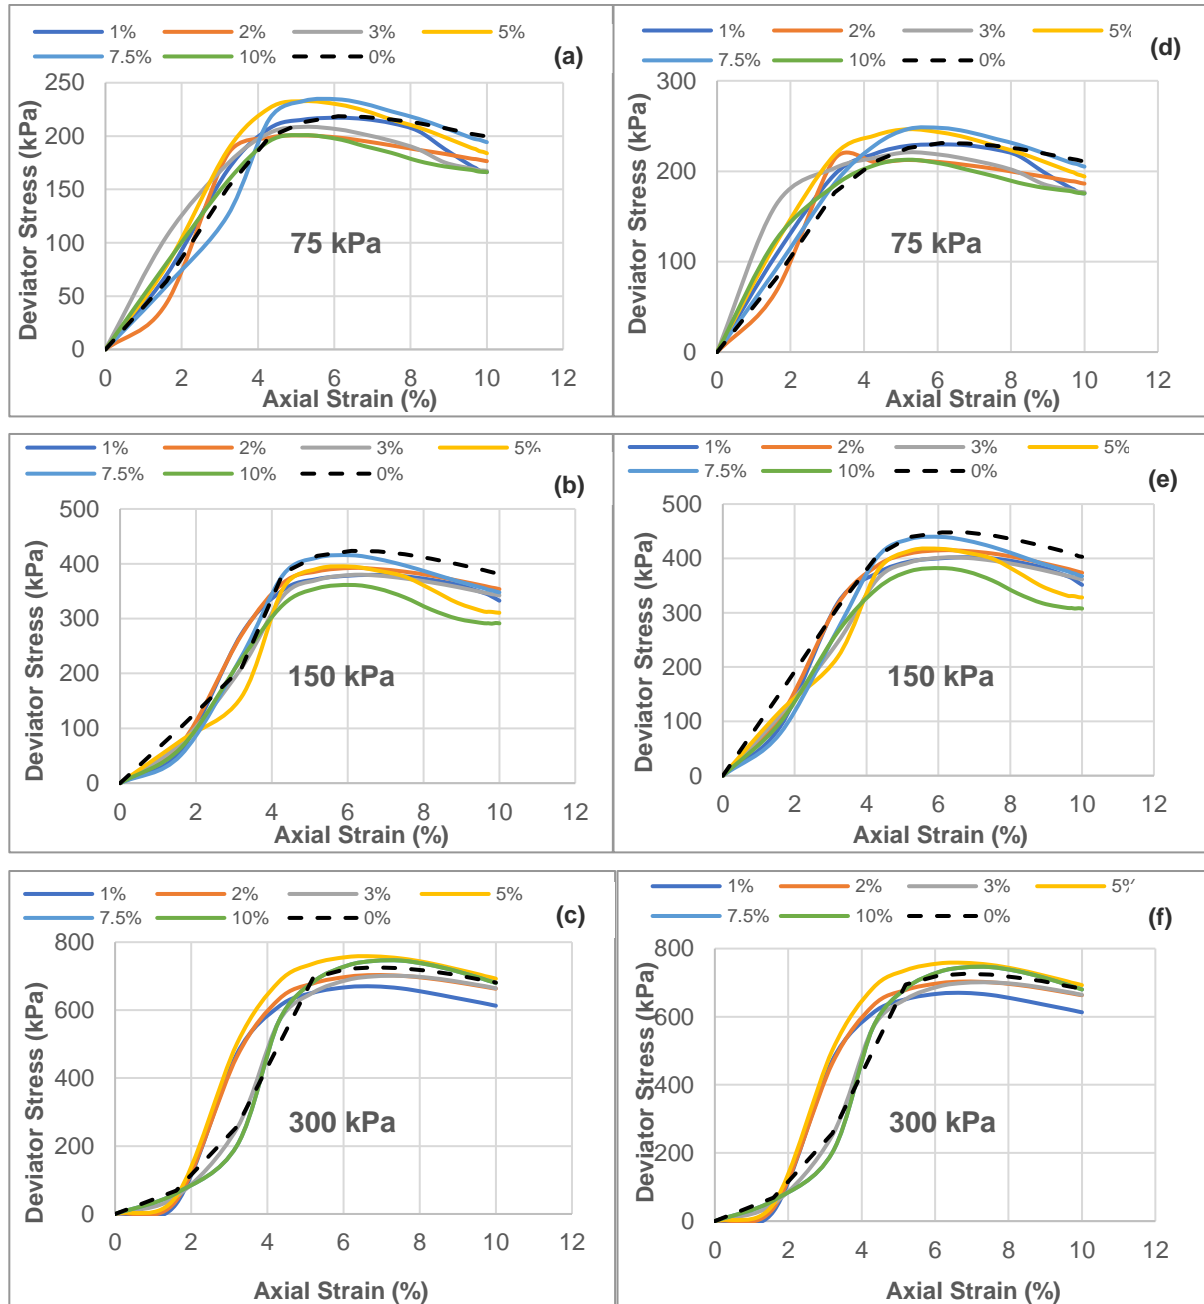 1% 2% 3% 5%
7.5% 10% 0%
(a)
Deviator Stress (kPa)
250
200
150
100
50
0
75 kPa
0 2 4 6 8 10 12
Axial Strain (%)
1% 2% 3% 5%
7.5% 10% 0%
(d)
Deviator Stress (kPa)
300
200
100
0
75 kPa
0 2 4 6 8 10 12
Axial Strain (%)
1% 2% 3% 5%
7.5% 10% 0%
(b)
Deviator Stress (kPa)
500
400
300
200
100
0
150 kPa
0 2 4 6 8 10 12
Axial Strain (%)
1% 2% 3% 5%
7.5% 10% 0%
(e)
Deviator Stress (kPa)
500
400
300
200
100
0
150 kPa
0 2 4 6 8 10 12
Axial Strain (%)
1% 2% 3% 5%
7.5% 10% 0%
(c)
Deviator Stress (kPa)
800
600
400
200
0
300 kPa
0 2 4 6 8 10 12
Axial Strain (%)
1% 2% 3% 5%
7.5% 10% 0%
(f)
Deviator Stress (kPa)
800
600
400
200
0
300 kPa
0 2 4 6 8 10 12
Axial Strain (%)